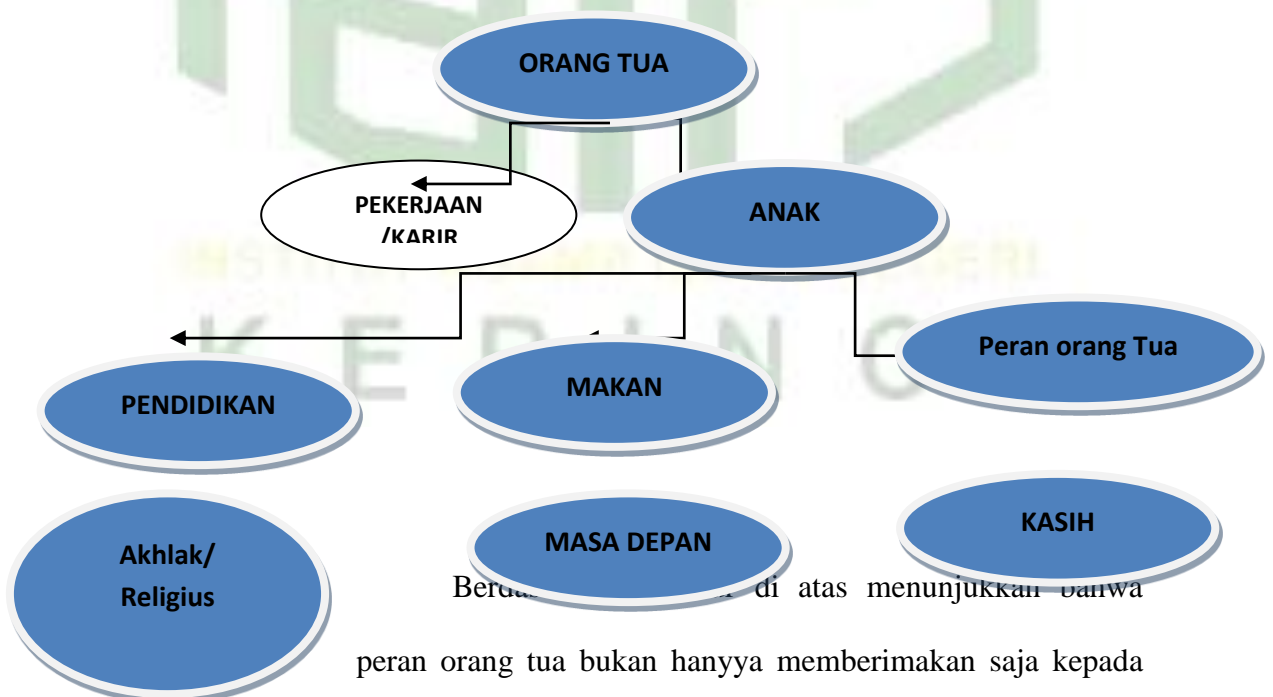 ORANG TUA
PEKERJAAN
/KARIR
ANAK
Peran orang Tua
PENDIDIKAN
MAKAN
Akhlak/
Religius
MASA DEPAN
KASIH
di atas menunjukkan bahwa
peran orang tua bukan hanyya memberimakan saja kepada